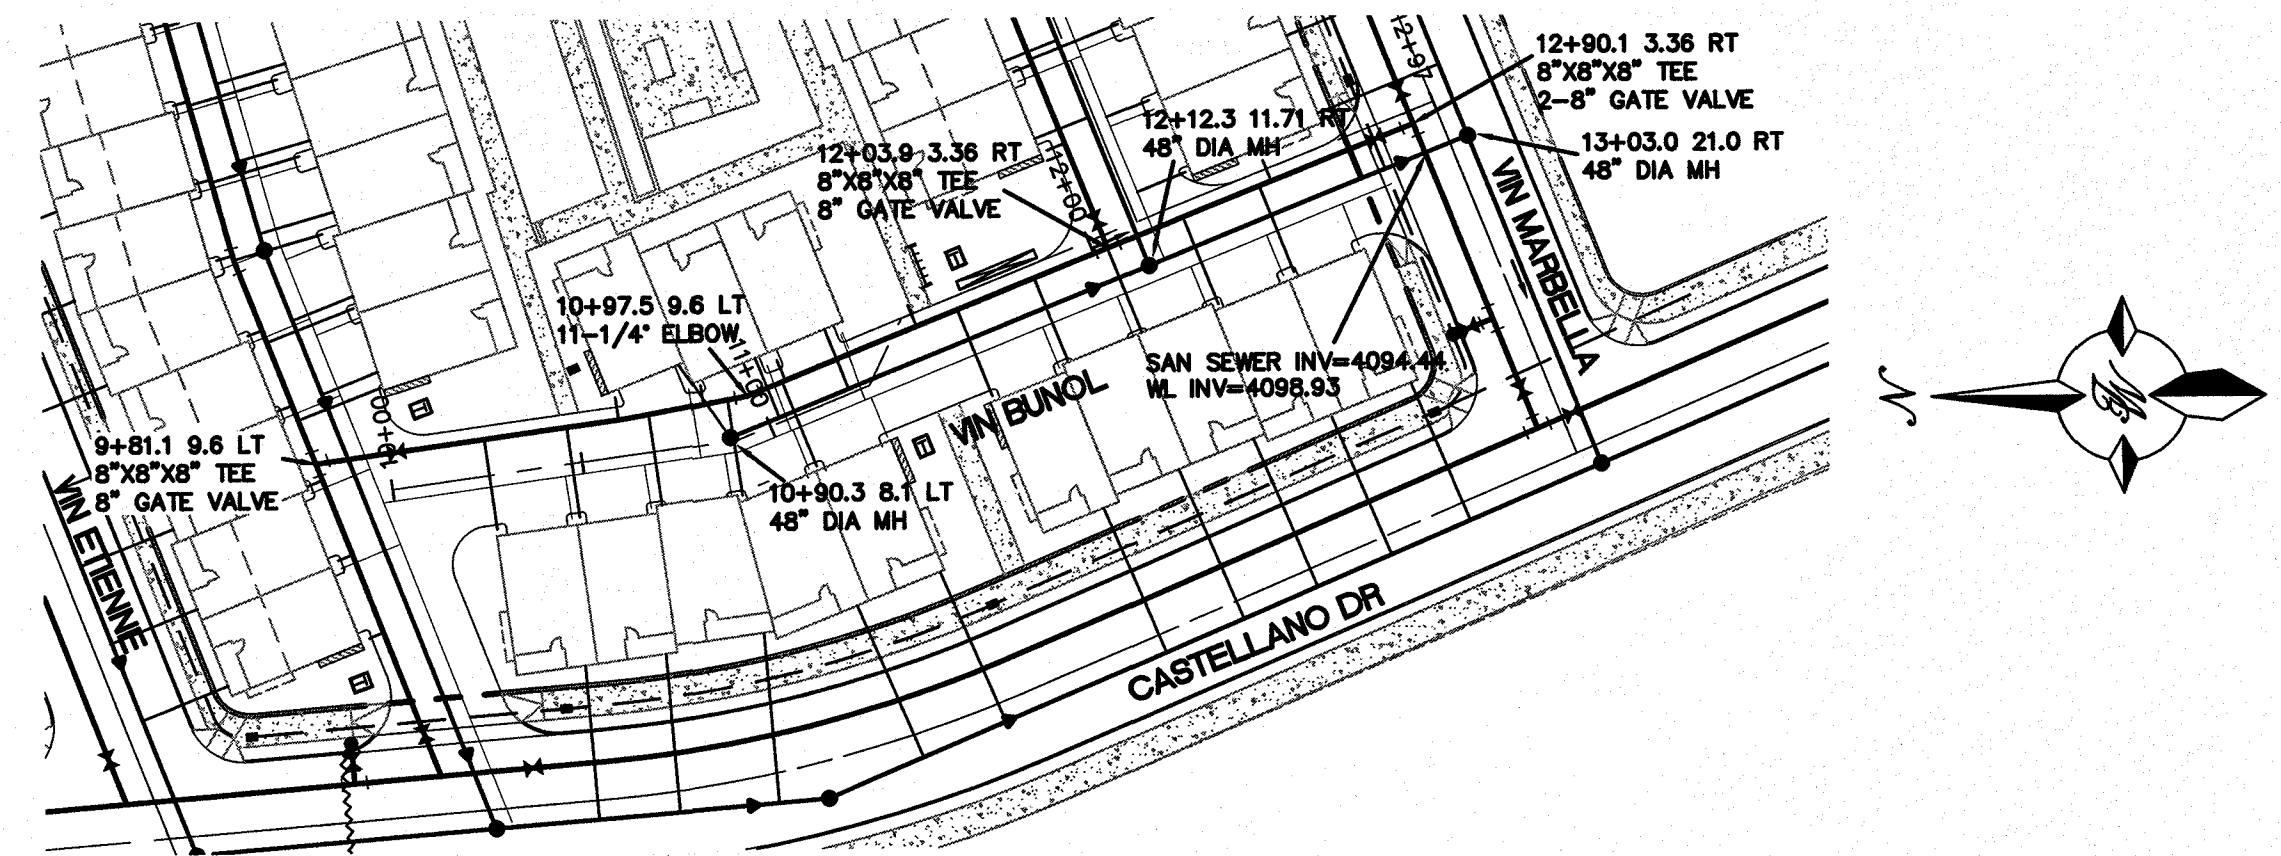 12+97
12+90.1 3.36 RT
8"X8"X8" TEE
2-8" GATE VALVE
12+12.3 11.71 RT
48" DIA MH
13+03.0 21.0 RT
48" DIA MH
12+03.9 3.36 RT
8"X8"X8" TEE
8" GATE VALVE
12+00
VIN MARBELLA
10+97.5 9.6 LT
11-1/4° ELBOW
11+00
SAN SEWER INV=4094.44
WL INV=4098.93
VIN BUNOL
10+00
9+81.1 9.6 LT
8"X8"X8" TEE
8" GATE VALVE
10+90.3 8.1 LT
48" DIA MH
VIN ETIENNE
CASTELLANO DR
N